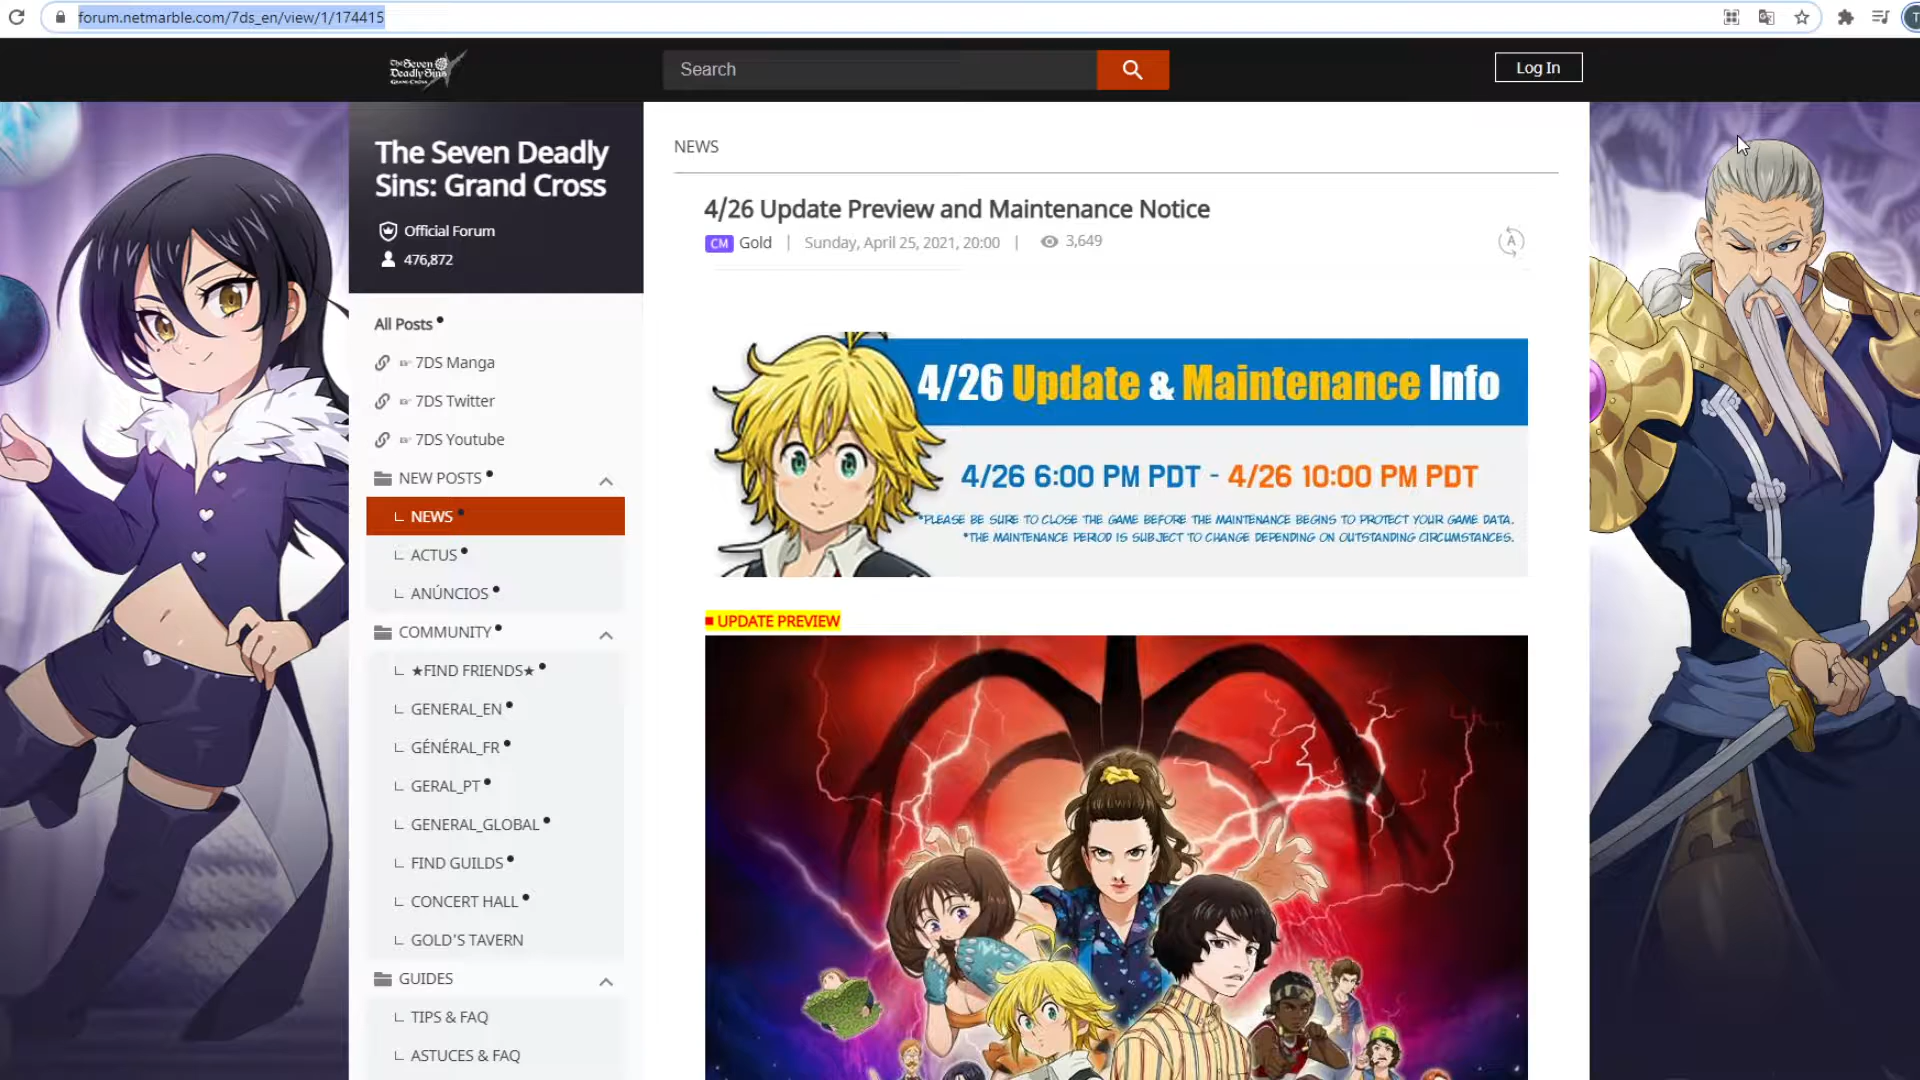 forum.netmarble.com/7ds_en/view/1/174415
The Seven
Deadly Sins
GRAND CROSS
Search
Log In
The Seven Deadly
Sins: Grand Cross
Official Forum
476,872
All Posts
7DS Manga
7DS Twitter
7DS Youtube
NEW POSTS
NEWS
ACTUS
ANÚNCIOS
COMMUNITY
★FIND FRIENDS★
GENERAL_EN
GÉNÉRAL_FR
GERAL_PT
GENERAL_GLOBAL
FIND GUILDS
CONCERT HALL
GOLD'S TAVERN
GUIDES
TIPS & FAQ
ASTUCES & FAQ
NEWS
4/26 Update Preview and Maintenance Notice
CM Gold | Sunday, April 25, 2021, 20:00 | 3,649
A
4/26 Update & Maintenance Info
4/26 6:00 PM PDT - 4/26 10:00 PM PDT
*PLEASE BE SURE TO CLOSE THE GAME BEFORE THE MAINTENANCE BEGINS TO PROTECT YOUR GAME DATA.
*THE MAINTENANCE PERIOD IS SUBJECT TO CHANGE DEPENDING ON OUTSTANDING CIRCUMSTANCES.
■ UPDATE PREVIEW